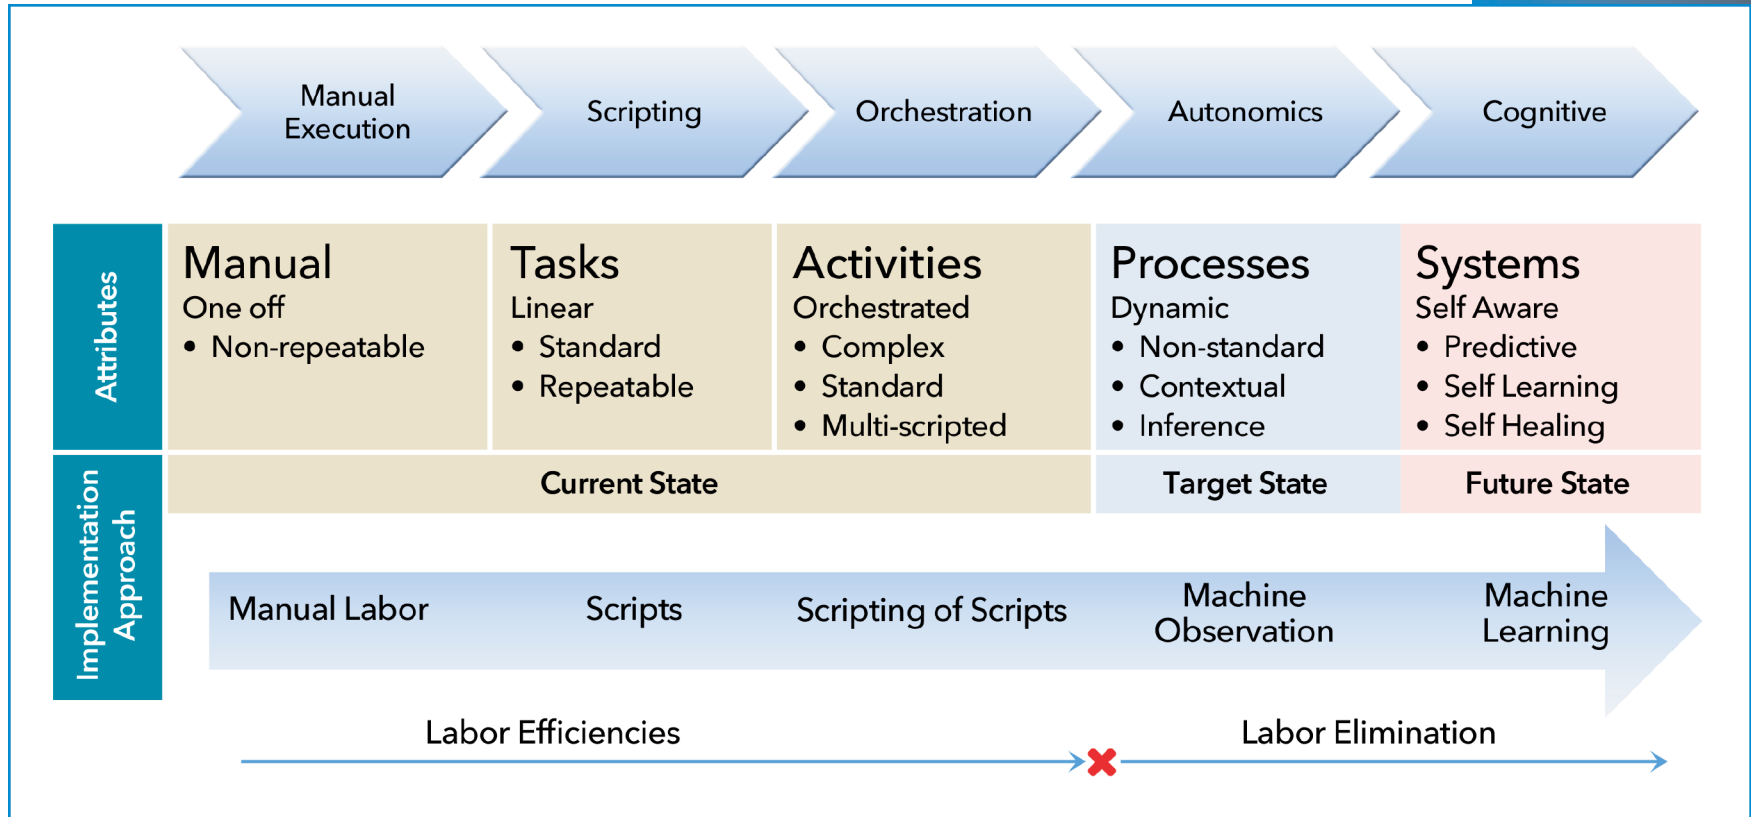 Manual
Execution
Scripting
Orchestration
Autonomics
Cognitive
Attributes
Manual
One off
• Non-repeatable
Tasks
Linear
• Standard
• Repeatable
Activities
Orchestrated
• Complex
• Standard
• Multi-scripted
Processes
Dynamic
• Non-standard
• Contextual
• Inference
Systems
Self Aware
• Predictive
• Self Learning
• Self Healing
Implementation
Approach
Current State
Target State
Future State
Manual Labor
Scripts
Scripting of Scripts
Machine
Observation
Machine
Learning
Labor Efficiencies
Labor Elimination